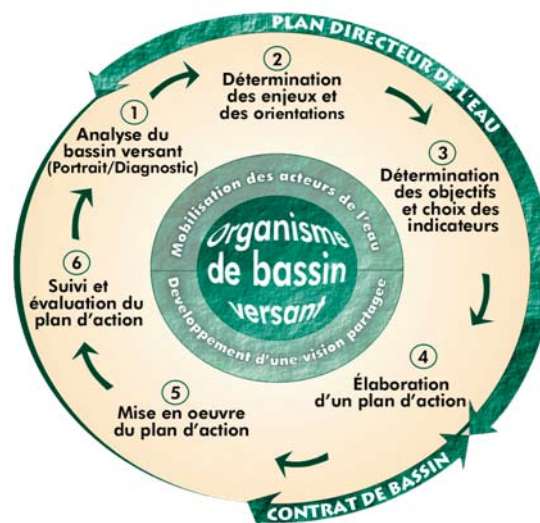 PLAN DIRECTEUR DE L'EAU
1
Analyse du
bassin versant
(Portrait/Diagnostic)
2
Détermination
des enjeux et
des orientations
3
Détermination
des objectifs
et choix des
indicateurs
4
Élaboration
d'un plan d'action
5
Mise en oeuvre
du plan d'action
6
Suivi et
évaluation du
plan d'action
Mobilisation des acteurs de l'eau
Organisme
de bassin
versant
Developpement d'une vision partagée
CONTRAT DE BASSIN